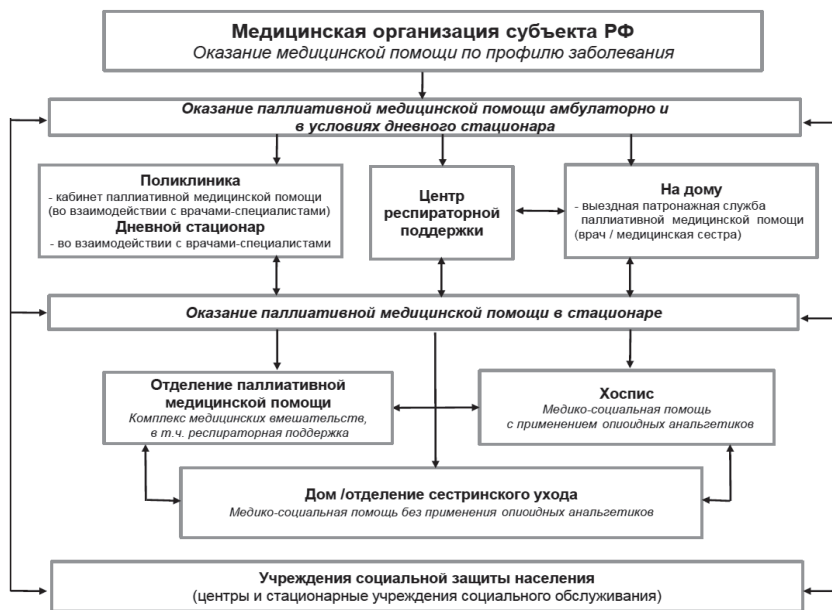 Медицинская организация субъекта РФ
Оказание медицинской помощи по профилю заболевания
Оказание паллиативной медицинской помощи амбулаторно и
в условиях дневного стационара
Поликлиника
- кабинет паллиативной медицинской помощи
(во взаимодействии с врачами-специалистами)
Дневной стационар
- во взаимодействии с врачами-специалистами
Центр
респираторной
поддержки
На дому
- выездная патронажная служба
паллиативной медицинской помощи
(врач / медицинская сестра)
Оказание паллиативной медицинской помощи в стационаре
Отделение паллиативной
медицинской помощи
Комплекс медицинских вмешательств,
в т.ч. респираторная поддержка
Хоспис
Медико-социальная помощь
с применением опиоидных анальгетиков
Дом /отделение сестринского ухода
Медико-социальная помощь без применения опиоидных анальгетиков
Учреждения социальной защиты населения
(центры и стационарные учреждения социального обслуживания)